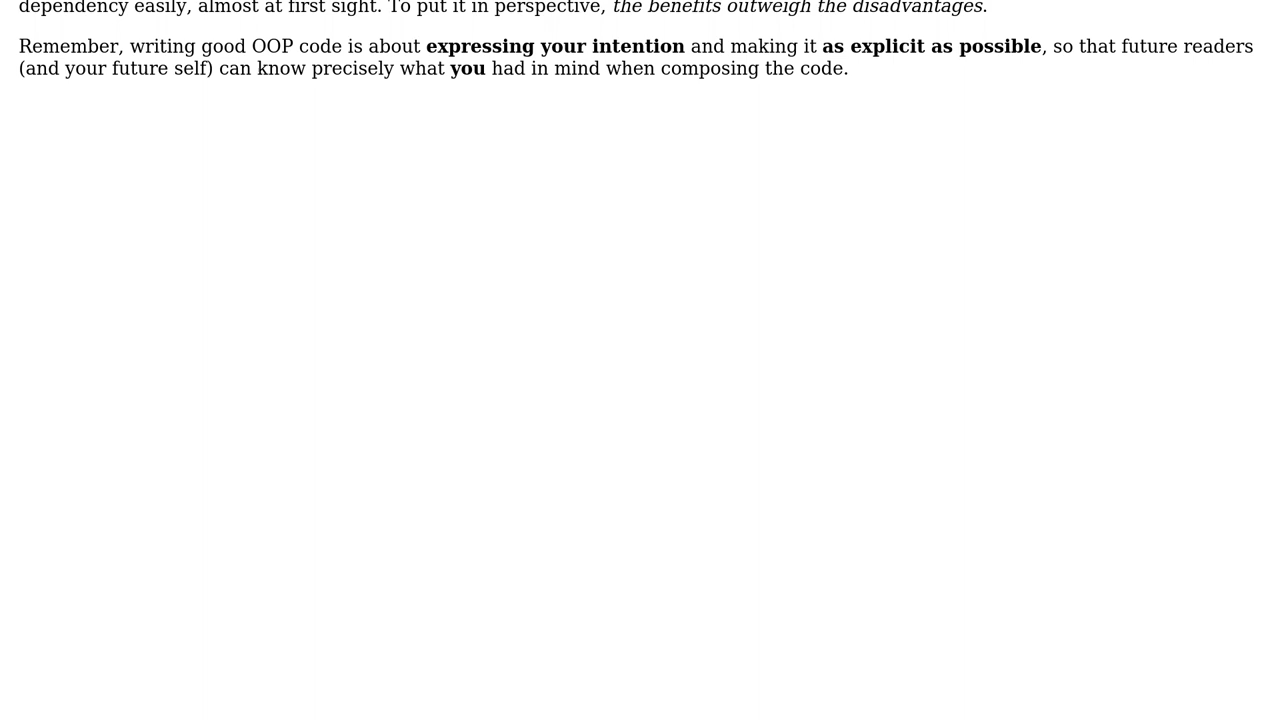 dependency easily, almost at first sight. To put it in perspective, the benefits outweigh the disadvantages.
Remember, writing good OOP code is about expressing your intention and making it as explicit as possible, so that future readers
(and your future self) can know precisely what you had in mind when composing the code.